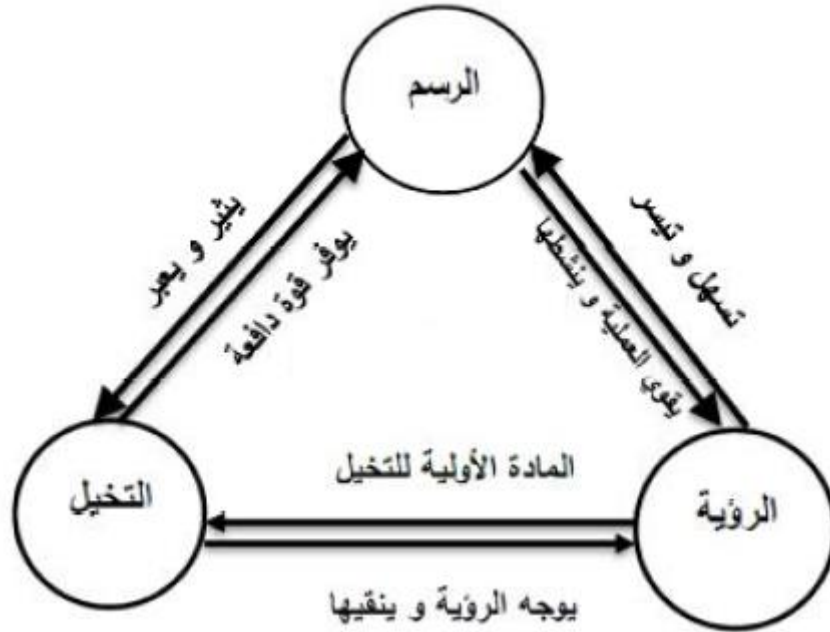 الرسم
يثير و يعبر
يوفر قوة دافعة
تسهل و تيسر
يقوي العملية و ينشطها
المادة الأولية للتخيل
التخيل
الرؤية
يوجه الرؤية و ينقيها